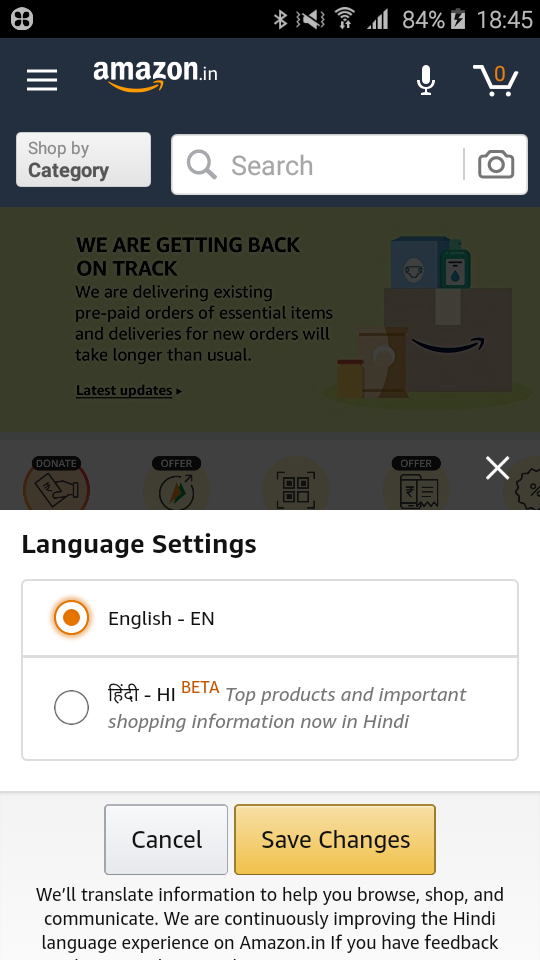 84% 18:45
amazon.in
0
Shop by
Category
Search
WE ARE GETTING BACK
ON TRACK
We are delivering existing
pre-paid orders of essential items
and deliveries for new orders will
take longer than usual.
Latest updates
DONATE
OFFER
OFFER
Language Settings
English - EN
हिंदी - HI BETA Top products and important
shopping information now in Hindi
Cancel
Save Changes
We’ll translate information to help you browse, shop, and
communicate. We are continuously improving the Hindi
language experience on Amazon.in If you have feedback